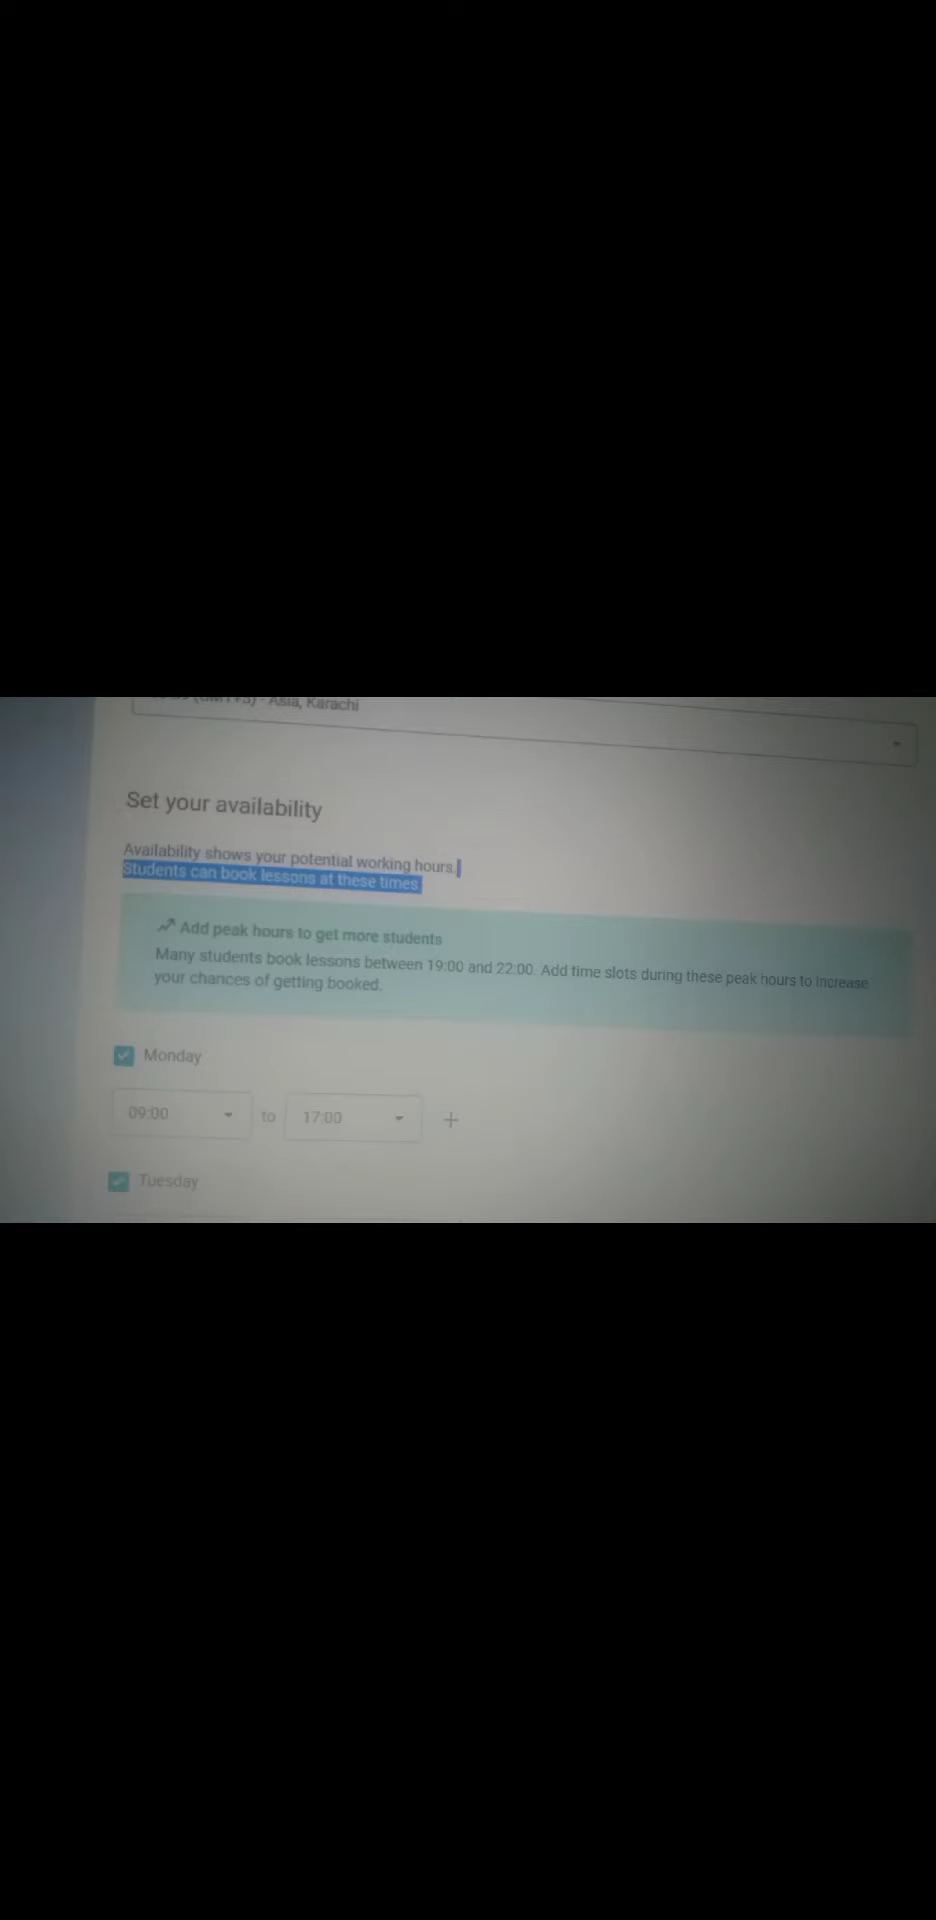 Asia, Karachi
Set your availability
Availability shows your potential working hours.
Students can book lessons at these times.
Add peak hours to get more students
Many students book lessons between 19:00 and 22:00. Add time slots during these peak hours to increase
your chances of getting booked.
Monday
09:00 to 17:00 +
Tuesday